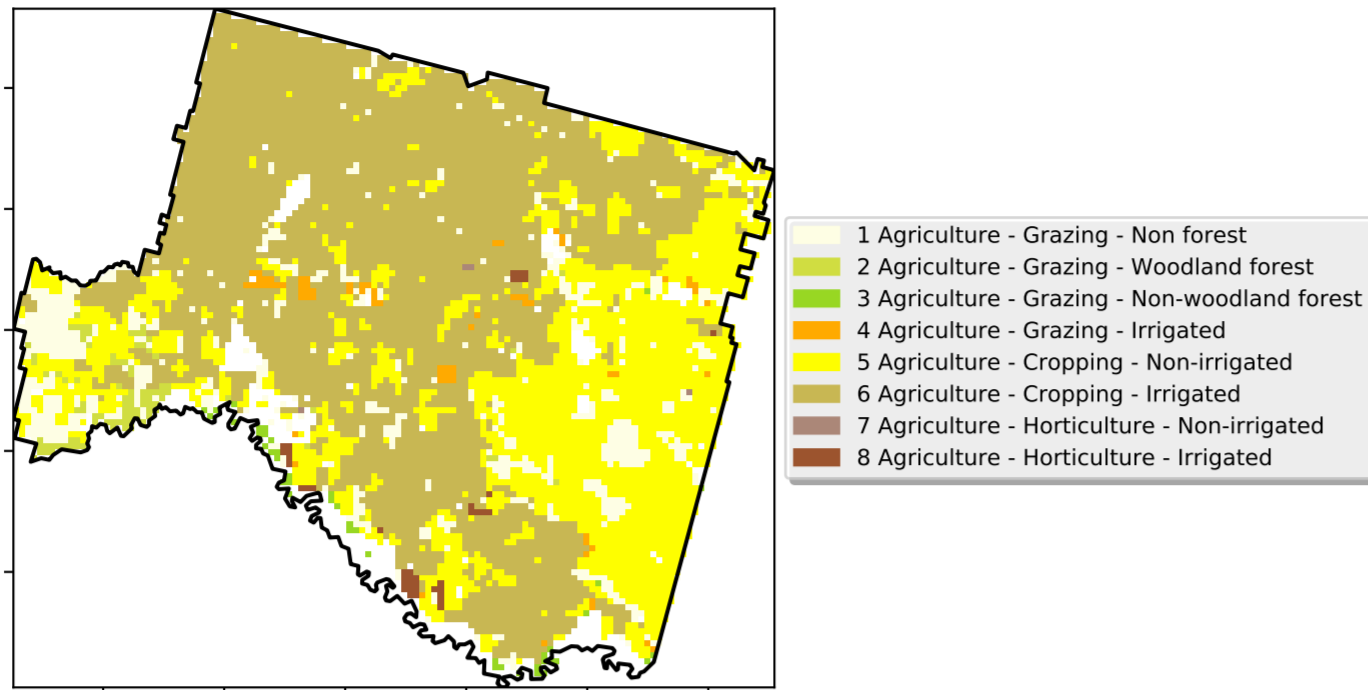 1 Agriculture - Grazing - Non forest
2 Agriculture - Grazing - Woodland forest
3 Agriculture - Grazing - Non-woodland forest
4 Agriculture - Grazing - Irrigated
5 Agriculture - Cropping - Non-irrigated
6 Agriculture - Cropping - Irrigated
7 Agriculture - Horticulture - Non-irrigated
8 Agriculture - Horticulture - Irrigated